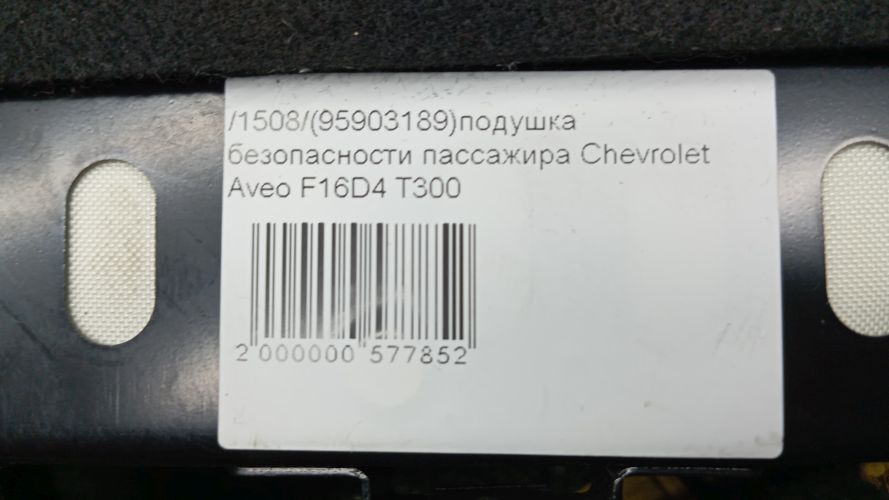 /1508/(95903189)подушка
безопасности пассажира Chevrolet
Aveo F16D4 T300
2 000000 577852